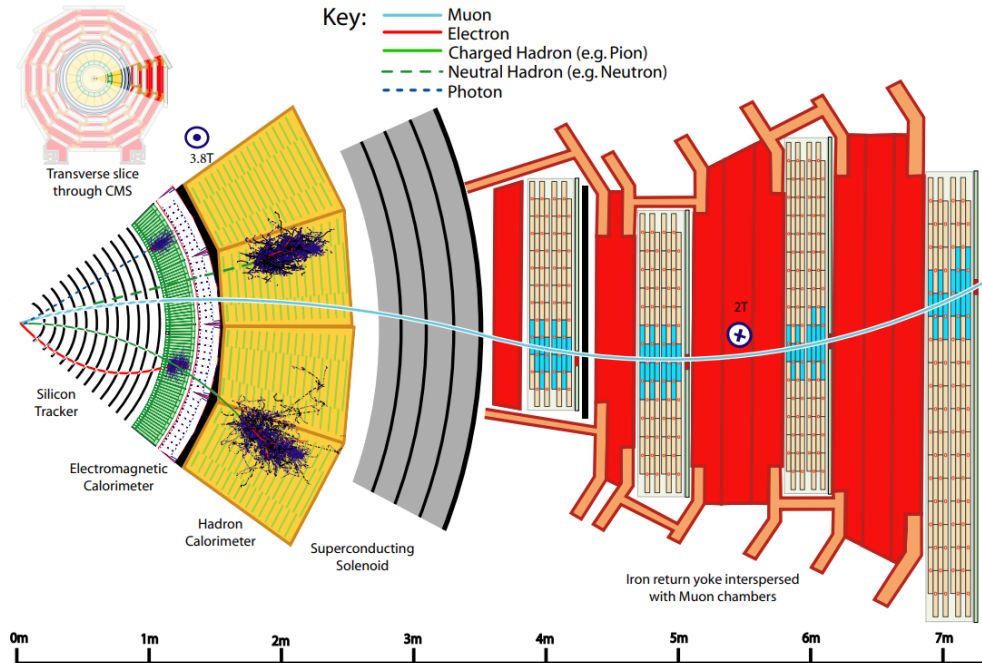 Key:
Muon
Electron
Charged Hadron (e.g. Pion)
Neutral Hadron (e.g. Neutron)
Photon
Transverse slice
through CMS
3.8T
2T
Silicon
Tracker
Electromagnetic
Calorimeter
Hadron
Calorimeter
Superconducting
Solenoid
Iron return yoke interspersed
with Muon chambers
0m 1m 2m 3m 4m 5m 6m 7m